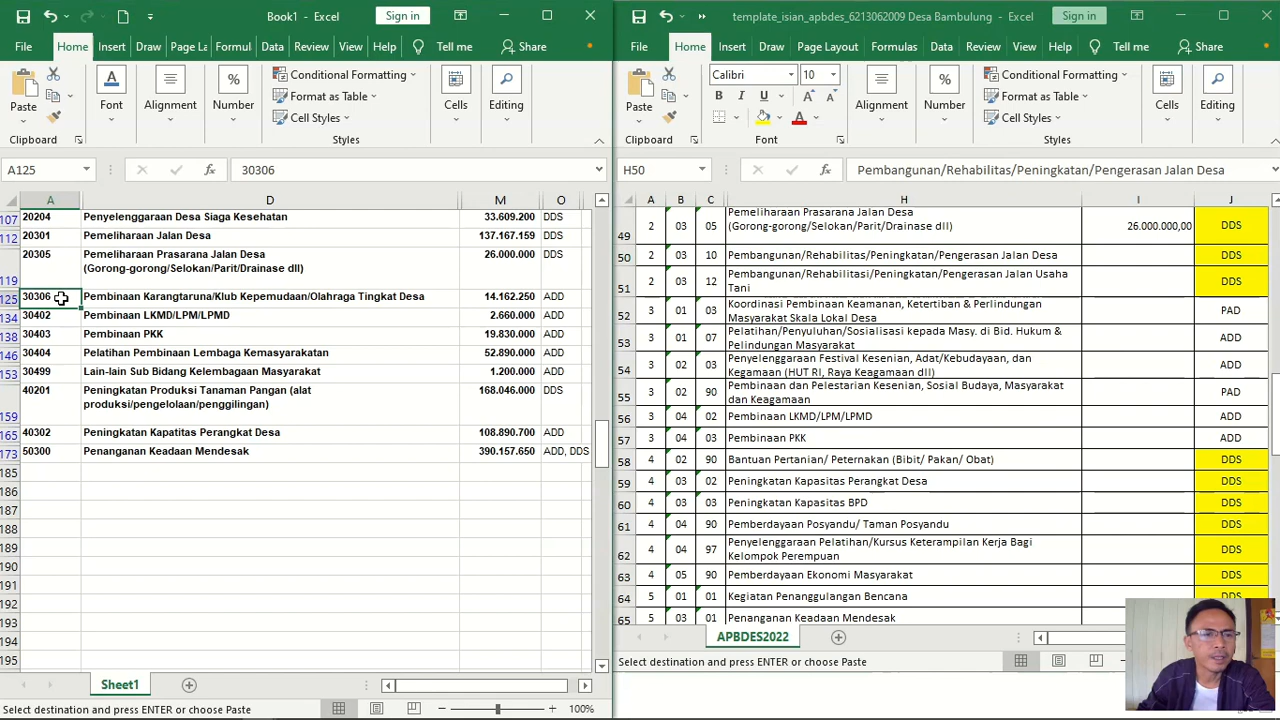 Book1 - Excel
Sign in
File
Home
Insert
Draw
Page La
Formul
Data
Review
View
Help
Tell me
Share
Paste
Font
Alignment
Number
Conditional Formatting
Format as Table
Cell Styles
Cells
Editing
Clipboard
Styles
A125
30306
A D M O
107 20204 Penyelenggaraan Desa Siaga Kesehatan 33.609.200 DDS
112 20301 Pemeliharaan Jalan Desa 137.167.159 DDS
20305 Pemeliharaan Prasarana Jalan Desa 26.000.000 DDS
119 (Gorong-gorong/Selokan/Parit/Drainase dll)
125 30306 Pembinaan Karangtaruna/Klub Kepemudaan/Olahraga Tingkat Desa 14.162.250 ADD
134 30402 Pembinaan LKMD/LPM/LPMD 2.660.000 ADD
138 30403 Pembinaan PKK 19.830.000 ADD
146 30404 Pelatihan Pembinaan Lembaga Kemasyarakatan 52.890.000 ADD
153 30499 Lain-lain Sub Bidang Kelembagaan Masyarakat 1.200.000 ADD
40201 Peningkatan Produksi Tanaman Pangan (alat 168.046.000 DDS
159 produksi/pengelolaan/penggilingan)
165 40302 Peningkatan Kapatitas Perangkat Desa 108.890.700 ADD
173 50300 Penanganan Keadaan Mendesak 390.157.650 ADD, DDS
185
186
187
188
189
190
191
192
193
194
195
Sheet1
Select destination and press ENTER or choose Paste
100%
template_isian_apbdes_6213062009 Desa Bambulung - Excel
Sign in
File
Home
Insert
Draw
Page Layout
Formulas
Data
Review
View
Help
Tell me
Share
Paste
Calibri
10
B I U
A A
A
Alignment
Number
Conditional Formatting
Format as Table
Cell Styles
Cells
Editing
Clipboard
Font
Styles
H50
Pembangunan/Rehabilitas/Peningkatan/Pengerasan Jalan Desa
A B C H I J
2 03 05 Pemeliharaan Prasarana Jalan Desa 26.000.000,00 DDS
49 (Gorong-gorong/Selokan/Parit/Drainase dll)
50 2 03 10 Pembangunan/Rehabilitas/Peningkatan/Pengerasan Jalan Desa DDS
2 03 11 Pembangunan/Rehabilitasi/Peningkatan/Pengerasan Jalan Usaha DDS
51 Tani
3 01 03 Koordinasi Pembinaan Keamanan, Ketertiban & Perlindungan PAD
52 Masyarakat Skala Lokal Desa
3 01 07 Pelatihan/Penyuluhan/Sosialisasi kepada Masy. di Bid. Hukum & ADD
53 Pelindungan Masyarakat
3 02 03 Penyelenggaraan Festival Kesenian, Adat/Kebudayaan, dan ADD
54 Kegamaan (HUT RI, Raya Keagamaan dll)
3 02 90 Pembinaan dan Pelestarian Kesenian, Sosial Budaya, Masyarakat PAD
55 dan Keagamaan
56 3 04 02 Pembinaan LKMD/LPM/LPMD ADD
57 3 04 03 Pembinaan PKK ADD
58 4 02 90 Bantuan Pertanian/ Peternakan (Bibit/ Pakan/ Obat) DDS
59 4 03 02 Peningkatan Kapasitas Perangkat Desa DDS
60 4 03 03 Peningkatan Kapasitas BPD DDS
61 4 04 90 Pemberdayaan Posyandu/ Taman Posyandu DDS
4 04 97 Penyelenggaraan Pelatihan/Kursus Keterampilan Kerja Bagi DDS
62 Kelompok Perempuan
63 4 05 90 Pemberdayaan Ekonomi Masyarakat DDS
64 5 01 01 Kegiatan Penanggulangan Bencana DDS
65 5 03 01 Penanganan Keadaan Mendesak
APBDES2022
Select destination and press ENTER or choose Paste